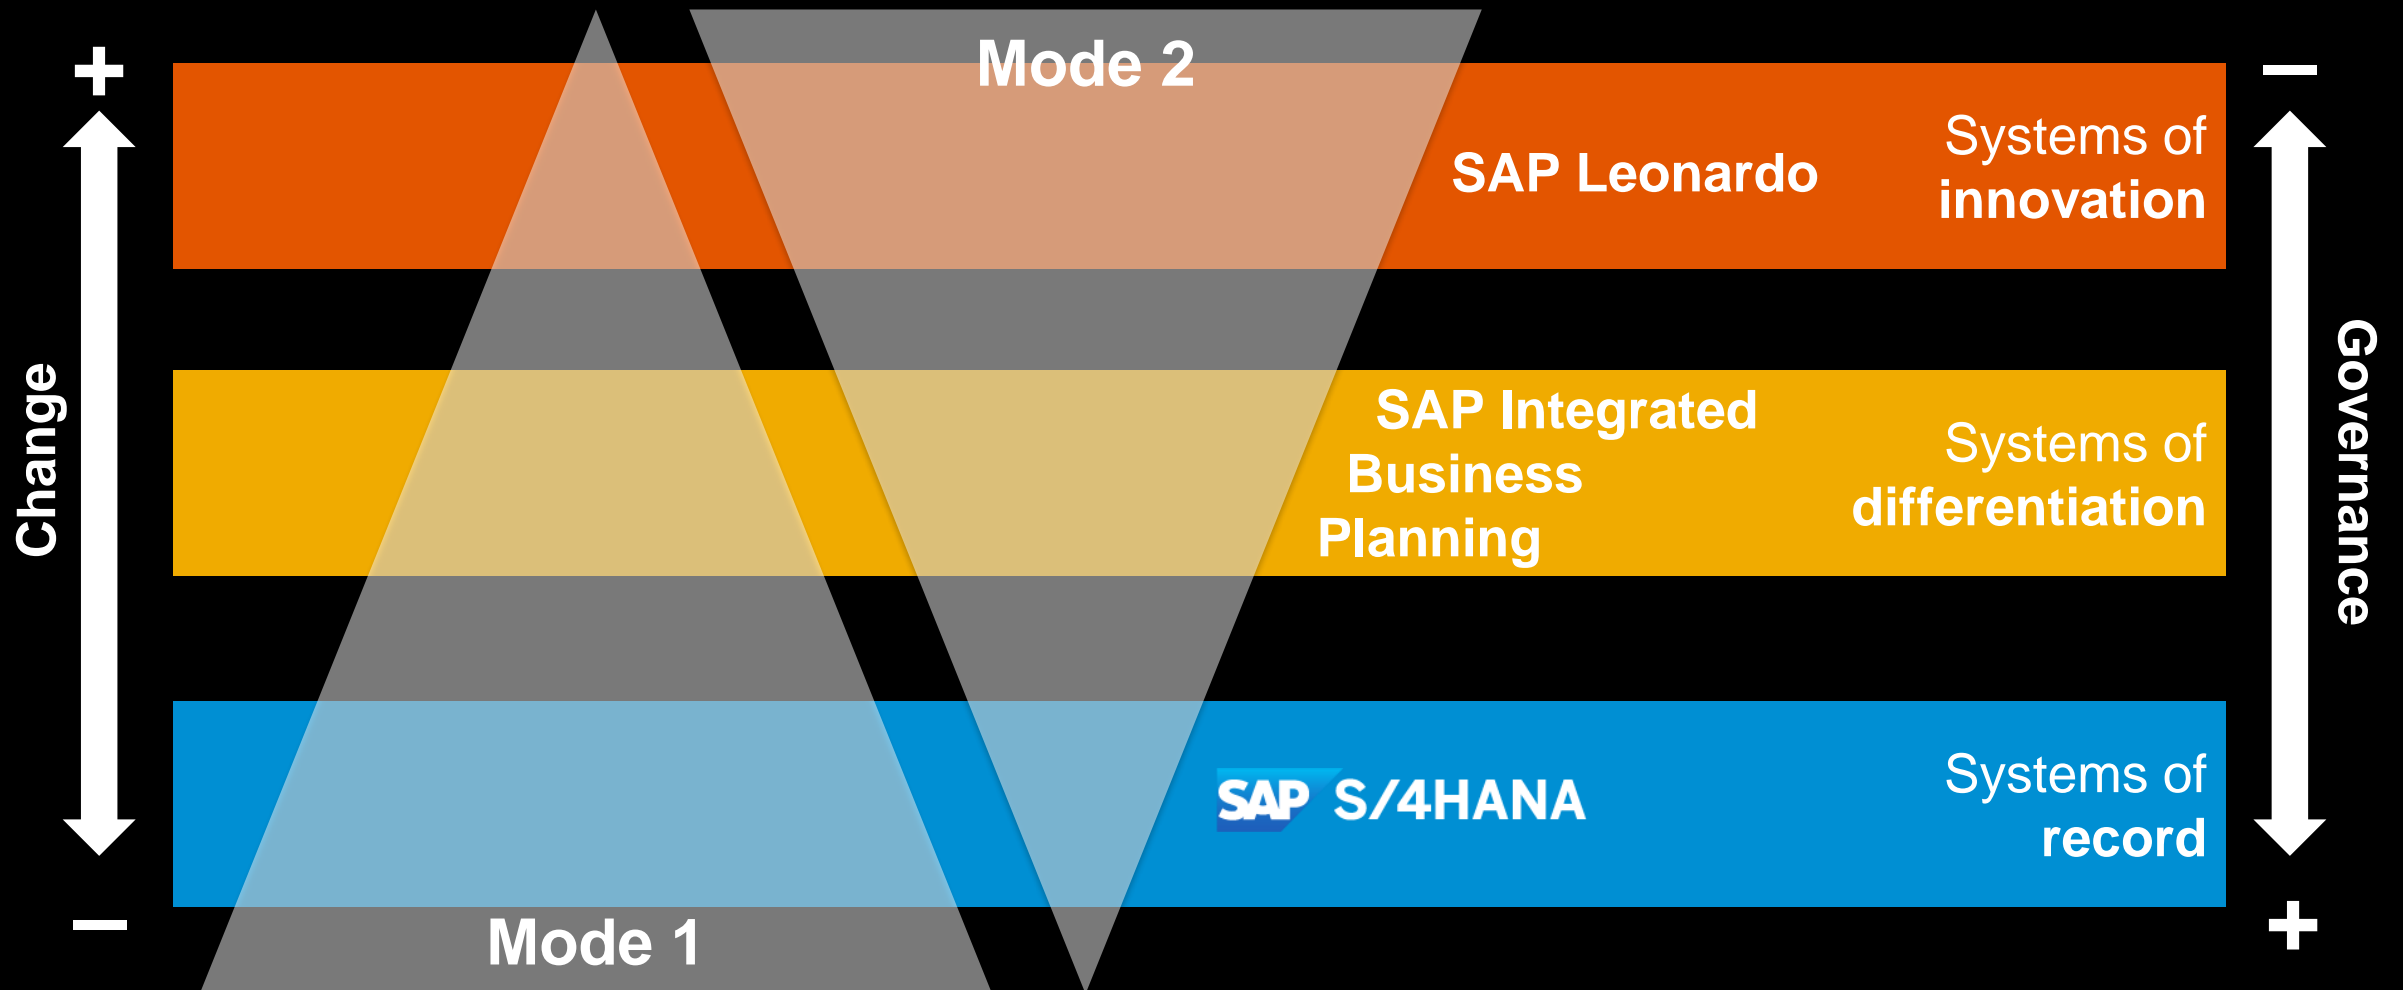 +
Mode 2
–
SAP Leonardo
Systems of
innovation
Change
SAP Integrated
Business
Planning
Systems of
differentiation
Governance
SAP S/4HANA
Systems of
record
–
Mode 1
+